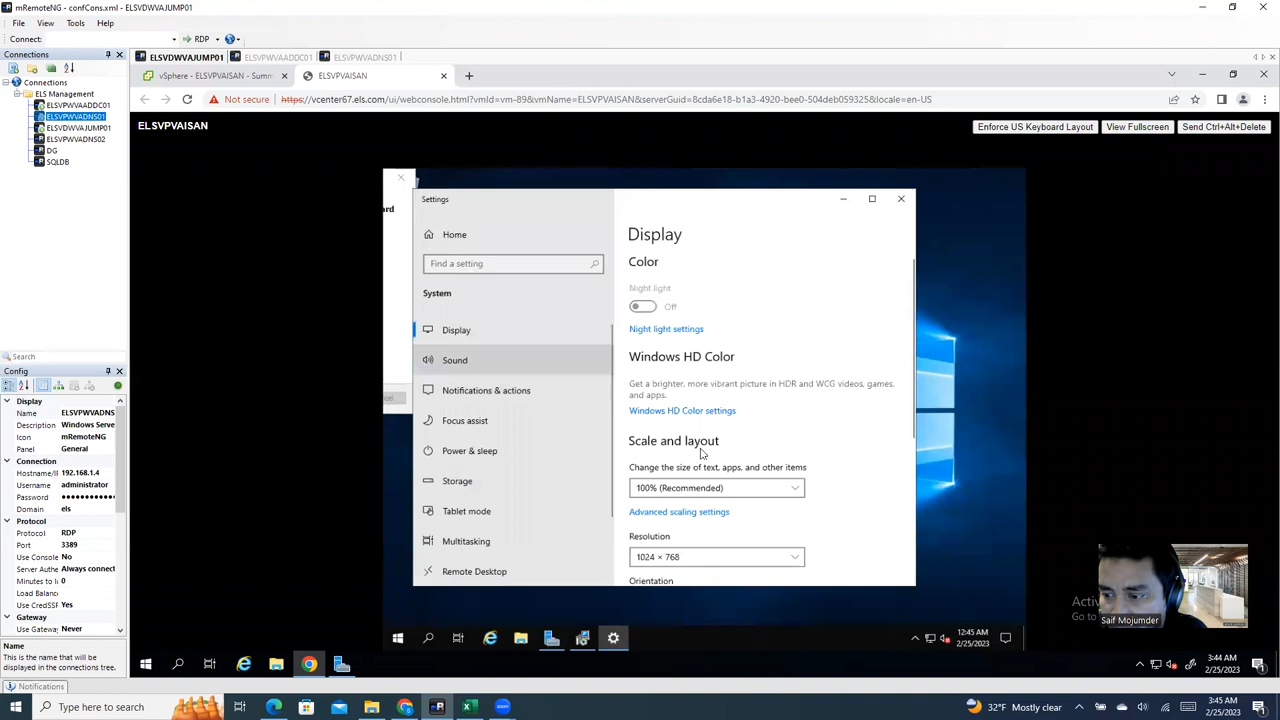 mRemoteNG - confCons.xml - ELSVDWVAJUMP01
File View Tools Help
Connect: RDP
Connections
Connections
ELS Management
ELSVPWVAADDC01
ELSVPWVADNS01
ELSVDWVAJUMP01
ELSVPWVADNS02
DG
SQLDB
Search
Config
Display
Name ELSVPWVADNS
Description Windows Serve
Icon mRemoteNG
Panel General
Connection
Hostname/I 192.168.1.4
Username administrator
Password
Domain els
Protocol
Protocol RDP
Port 3389
Use Console No
Server Authe Always connect
Minutes to I 0
Load Balance
Use CredSSP Yes
Gateway
Use Gateway Never
Name
This is the name that will be
displayed in the connections tree.
Notifications
ELSVDWVAJUMP01 ELSVPWVAADDC01 ELSVPWVADNS01
vSphere - ELSVPVAISAN - Summ ELSVPVAISAN
Not secure https://vcenter67.els.com/ui/webconsole.html?vmId=vm-89&vmName=ELSVPVAISAN&serverGuid=8cda6e18-b1a3-4920-bee0-504deb059325&locale=en-US
ELSVPVAISAN
Enforce US Keyboard Layout View Fullscreen Send Ctrl+Alt+Delete
ard
Settings
Home
Find a setting
System
Display
Sound
Notifications & actions
Focus assist
Power & sleep
Storage
Tablet mode
Multitasking
Remote Desktop
Display
Color
Night light
Off
Night light settings
Windows HD Color
Get a brighter, more vibrant picture in HDR and WCG videos, games,
and apps.
Windows HD Color settings
Scale and layout
Change the size of text, apps, and other items
100% (Recommended)
Advanced scaling settings
Resolution
1024 × 768
Orientation
Saif Mojumder
12:45 AM
2/25/2023
3:44 AM
2/25/2023
Type here to search
32°F Mostly clear
3:45 AM
2/25/2023